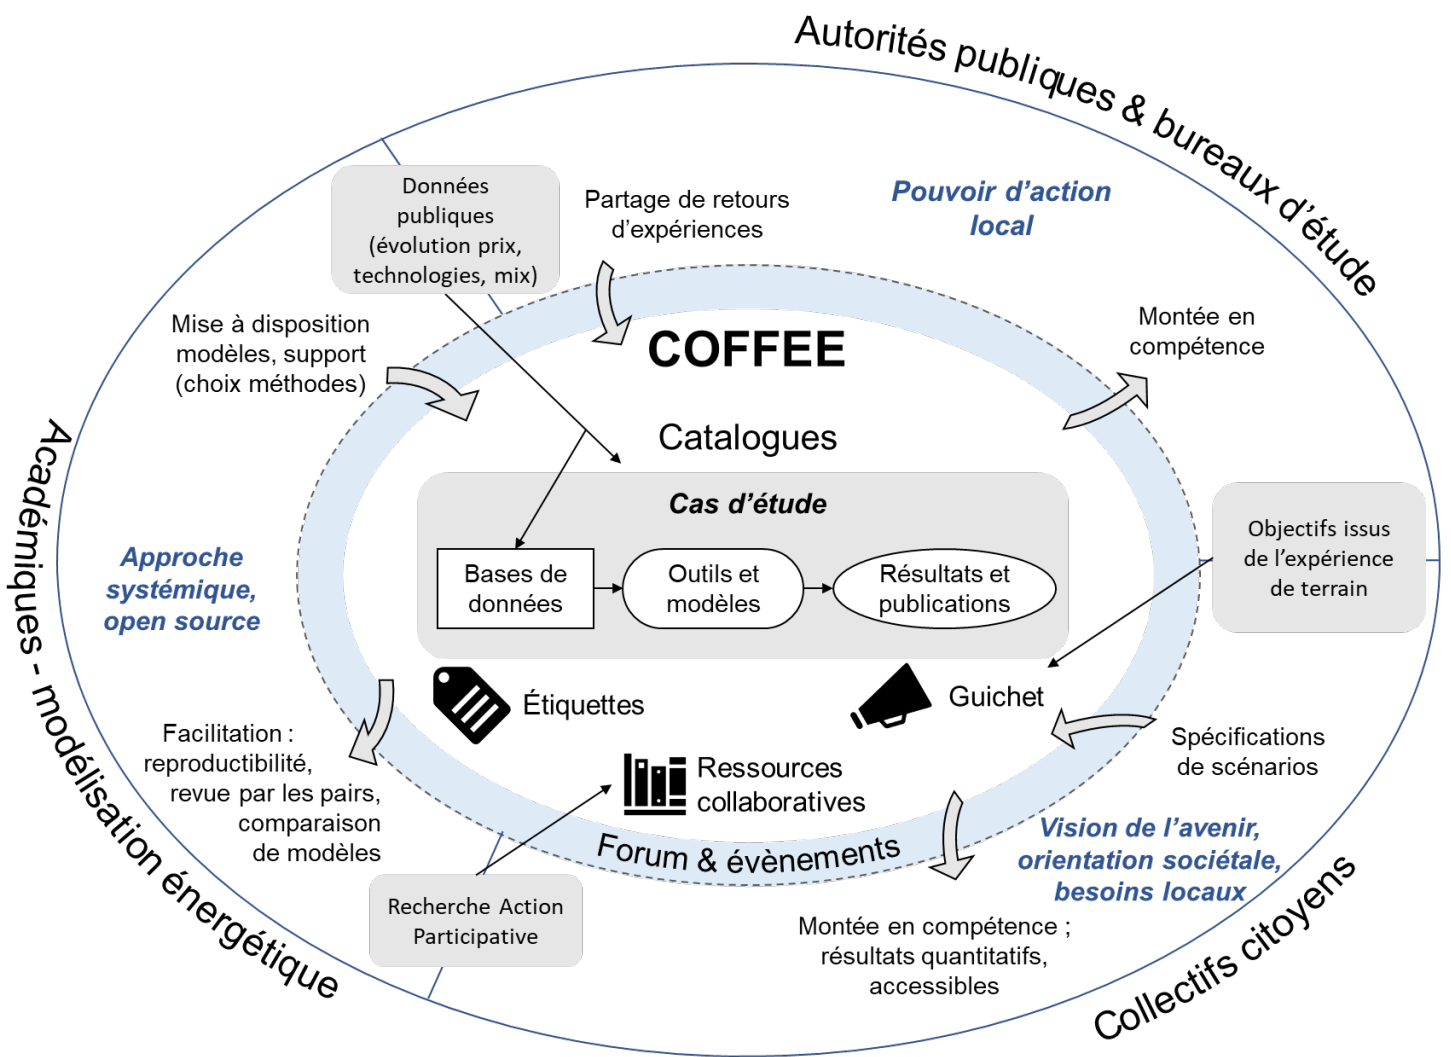 Autorités publiques & bureaux d'étude
Données
publiques
(évolution prix,
technologies, mix)
Partage de retours
d'expériences
Pouvoir d'action
local
Mise à disposition
modèles, support
(choix méthodes)
COFFEE
Montée en
compétence
Catalogues
Cas d'étude
Bases de
données
Outils et
modèles
Résultats et
publications
Objectifs issus
de l'expérience
de terrain
Approche
systémique,
open source
Académiques - modélisation énergétique
Étiquettes
Guichet
Facilitation :
reproductibilité,
revue par les pairs,
comparaison
de modèles
Ressources
collaboratives
Spécifications
de scénarios
Forum & évènements
Vision de l'avenir,
orientation sociétale,
besoins locaux
Recherche Action
Participative
Montée en compétence ;
résultats quantitatifs,
accessibles
Collectifs citoyens